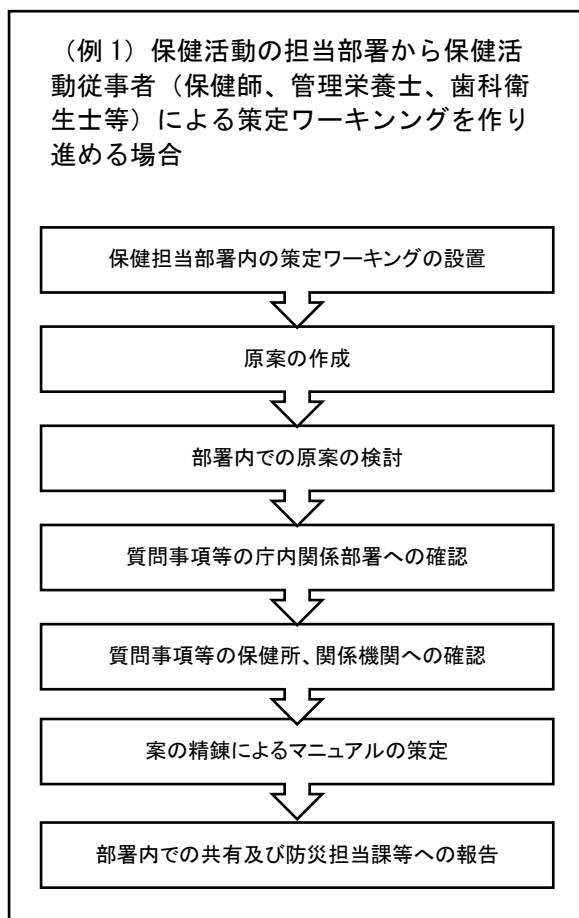 （例 1）保健活動の担当部署から保健活
動従事者（保健師、管理栄養士、歯科衛
生士等）による策定ワーキンングを作り
進める場合
保健担当部署内の策定ワーキングの設置
原案の作成
部署内での原案の検討
質問事項等の庁内関係部署への確認
質問事項等の保健所、関係機関への確認
案の精錬によるマニュアルの策定
部署内での共有及び防災担当課等への報告